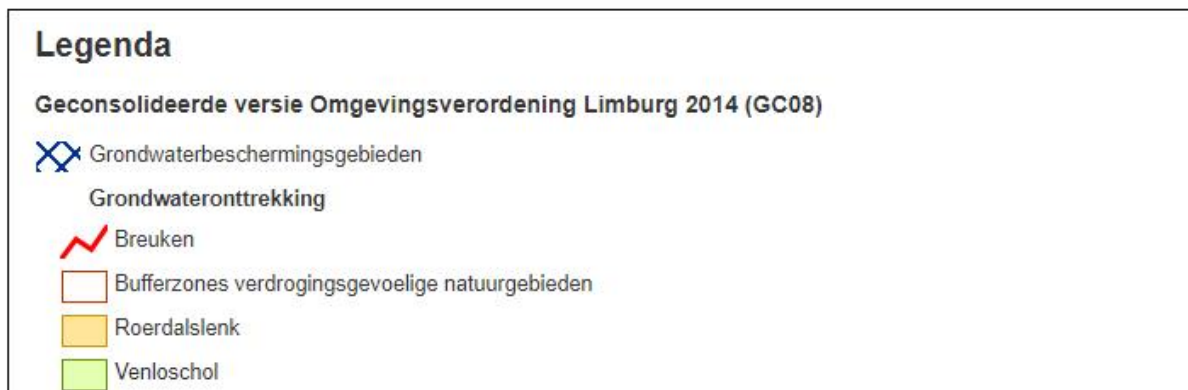 Legenda
Geconsolideerde versie Omgevingsverordening Limburg 2014 (GC08)
Grondwaterbeschermingsgebieden
Grondwateronttrekking
Breuken
Bufferzones verdrogingsgevoelige natuurgebieden
Roerdalslenk
Venloschol